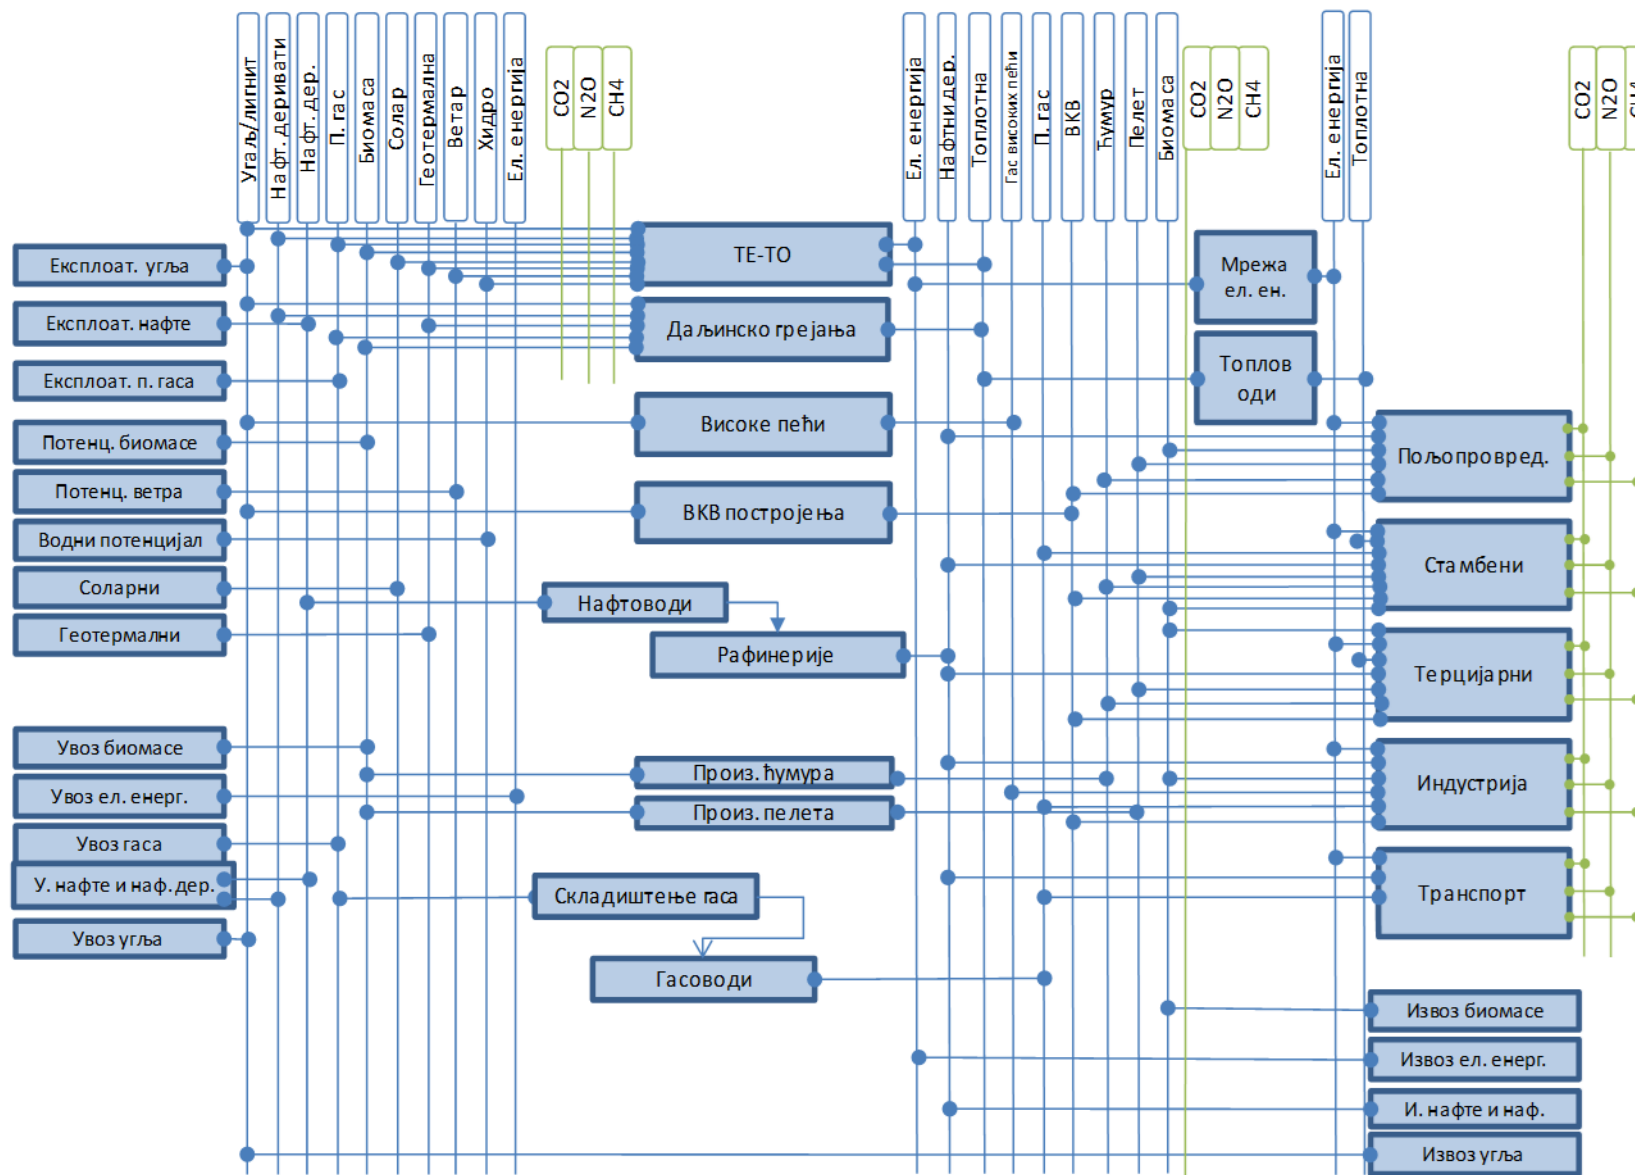 Угаљ/лигнит
Нафт. деривати
Нафт. дер.
П. гас
Биомаса
Солар
Геотермална
Ветар
Хидро
Ел. енергија
CO2
N2O
CH4
Ел. енергија
Нафтни дер.
Топлотна
Гас високих пећи
П. гас
ВКВ
Ћумур
Пелет
Биомаса
CO2
N2O
CH4
Ел. енергија
Топлотна
CO2
N2O
CH4
Експлоат. угља
Експлоат. нафте
Експлоат. п. гаса
Потенц. биомасе
Потенц. ветра
Водни потенцијал
Соларни
Геотермални
Увоз биомасе
Увоз ел. енерг.
Увоз гаса
У. нафте и наф. дер.
Увоз угља
ТЕ-ТО
Даљинско грејања
Високе пећи
ВКВ постројења
Нафтоводи
Рафинерије
Произ. ћумура
Произ. пелета
Складиштење гаса
Гасоводи
Мрежа
ел. ен.
Топлов
оди
Пољопровред.
Стамбени
Терцијарни
Индустрија
Транспорт
Извоз биомасе
Извоз ел. енерг.
И. нафте и наф.
Извоз угља